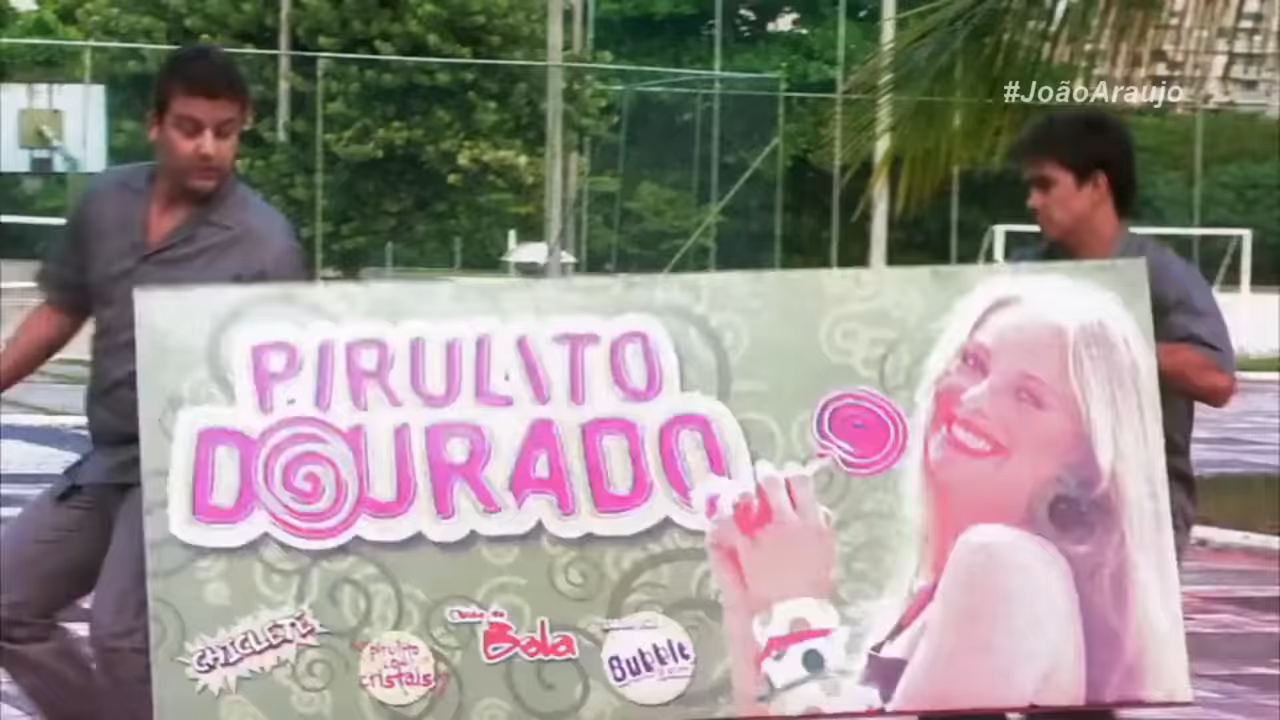 #JoãoAraujo
PIRULITO
DOURADO
CHICLETE
pirulito
cristais
Bola
Bubble